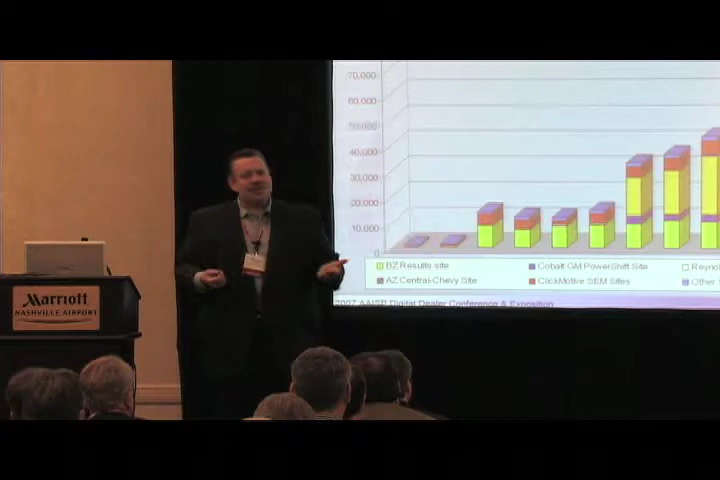 70,000
60,000
50,000
40,000
30,000
20,000
10,000
0
BZ Results site
Cobalt GM PowerShift Site
Reyno
AZ Central-Chevy Site
ClickMotive SEM Sites
Other S
2007 AAISP Digital Dealer Conference & Exposition
Marriott
NASHVILLE AIRPORT